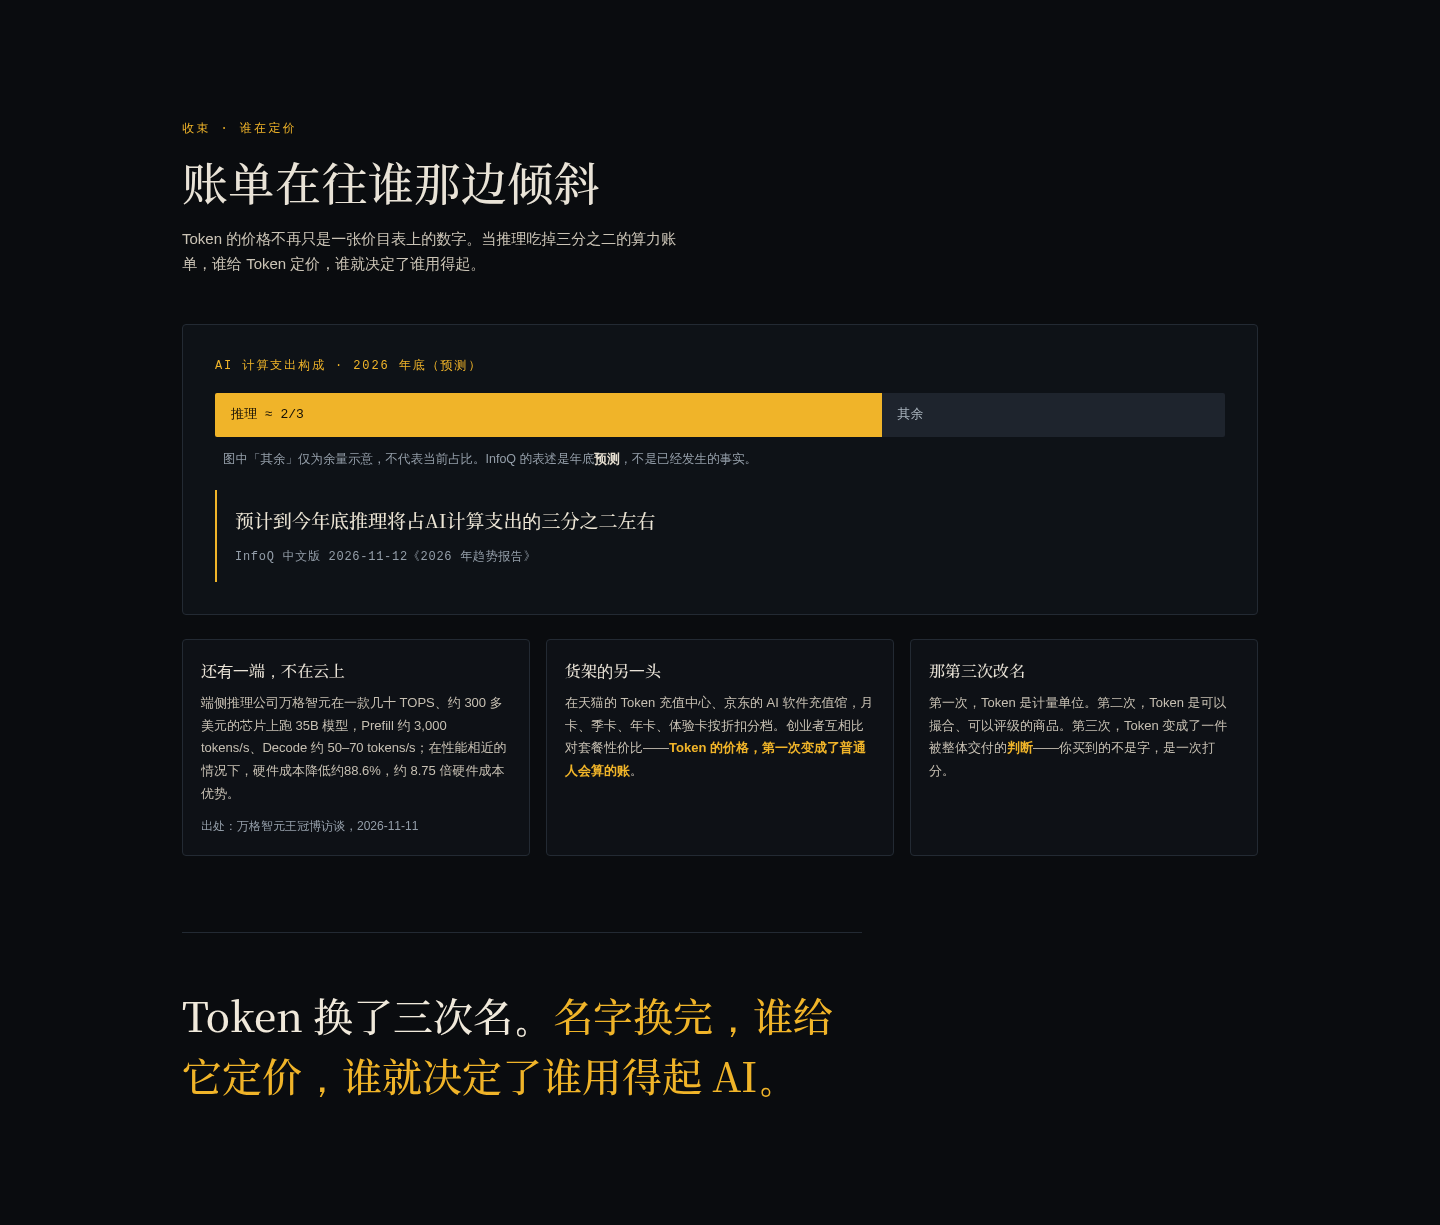 收束 · 谁在定价
账单在往谁那边倾斜
Token 的价格不再只是一张价目表上的数字。当推理吃掉三分之二的算力账
单，谁给 Token 定价，谁就决定了谁用得起。
AI 计算支出构成 · 2026 年底（预测）
推理 ≈ 2/3
其余
图中「其余」仅为余量示意，不代表当前占比。InfoQ 的表述是年底预测，不是已经发生的事实。
预计到今年底推理将占AI计算支出的三分之二左右
InfoQ 中文版 2026-11-12《2026 年趋势报告》
还有一端，不在云上
端侧推理公司万格智元在一款几十 TOPS、约 300 多
美元的芯片上跑 35B 模型，Prefill 约 3,000
tokens/s、Decode 约 50–70 tokens/s；在性能相近的
情况下，硬件成本降低约88.6%，约 8.75 倍硬件成本
优势。
出处：万格智元王冠博访谈，2026-11-11
货架的另一头
在天猫的 Token 充值中心、京东的 AI 软件充值馆，月
卡、季卡、年卡、体验卡按折扣分档。创业者互相比
对套餐性价比——Token 的价格，第一次变成了普通
人会算的账。
那第三次改名
第一次，Token 是计量单位。第二次，Token 是可以
撮合、可以评级的商品。第三次，Token 变成了一件
被整体交付的判断——你买到的不是字，是一次打
分。
Token 换了三次名。名字换完，谁给
它定价，谁就决定了谁用得起 AI。